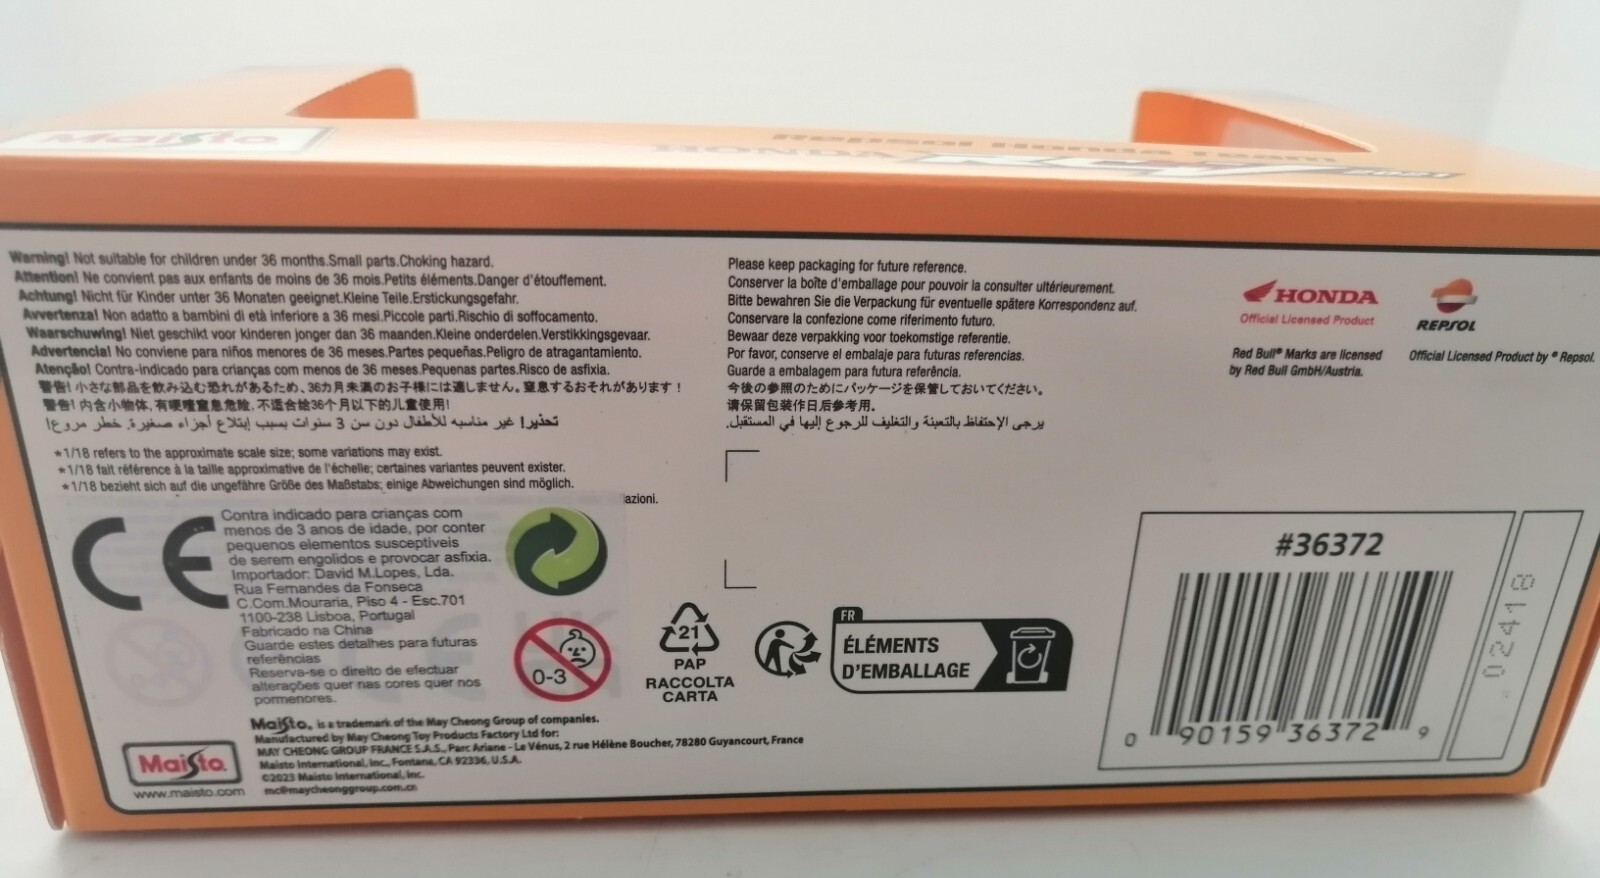 Maisto
Repsol Honda Team
HONDA RC213V 2021
Warning! Not suitable for children under 36 months.Small parts.Choking hazard.
Attention! Ne convient pas aux enfants de moins de 36 mois.Petits éléments.Danger d'étouffement.
Achtung! Nicht für Kinder unter 36 Monaten geeignet.Kleine Teile.Erstickungsgefahr.
Avvertenza! Non adatto a bambini di età inferiore a 36 mesi.Piccole parti.Rischio di soffocamento.
Waarschuwing! Niet geschikt voor kinderen jonger dan 36 maanden.Kleine onderdelen.Verstikkingsgevaar.
Advertencia! No conviene para niños menores de 36 meses.Partes pequeñas.Peligro de atragantamiento.
Atenção! Contra-indicado para crianças com menos de 36 meses.Pequenas partes.Risco de asfixia.
警告! 小さな部品を飲み込む恐れがあるため、36カ月未満のお子様には適しません。窒息するおそれがあります!
警告! 内含小物体,有哽噎窒息危险,不适合给36个月以下的儿童使用!
تحذير! غير مناسبه للأطفال دون سن 3 سنوات بسبب إبتلاع أجزاء صغيرة. خطر مروع!
*1/18 refers to the approximate scale size; some variations may exist.
*1/18 fait référence à la taille approximative de l'échelle; certaines variantes peuvent exister.
*1/18 bezieht sich auf die ungefähre Größe des Maßstabs; einige Abweichungen sind möglich.
azioni.
CE
Contra indicado para crianças com
menos de 3 anos de idade, por conter
pequenos elementos susceptiveis
de serem engolidos e provocar asfixia.
Importador: David M.Lopes, Lda.
Rua Fernandes da Fonseca
C.Com.Mouraria, Piso 4 - Esc.701
1100-238 Lisboa, Portugal
Fabricado na China
Guarde estes detalhes para futuras
referências
Reserva-se o direito de efectuar
alterações quer nas cores quer nos
pormenores.
0-3
Maisto. is a trademark of the May Cheong Group of companies.
Manufactured by May Cheong Toy Products Factory Ltd for:
MAY CHEONG GROUP FRANCE S.A.S., Parc Ariane - Le Vénus, 2 rue Hélène Boucher, 78280 Guyancourt, France
Maisto International, Inc., Fontana, CA 92336, U.S.A.
©2023 Maisto International, Inc.
mc@maycheonggroup.com.cn
Maisto
www.maisto.com
Please keep packaging for future reference.
Conserver la boîte d'emballage pour pouvoir la consulter ultérieurement.
Bitte bewahren Sie die Verpackung für eventuelle spätere Korrespondenz auf.
Conservare la confezione come riferimento futuro.
Bewaar deze verpakking voor toekomstige referentie.
Por favor, conserve el embalaje para futuras referencias.
Guarde a embalagem para futura referência.
今後の参照のためにパッケージを保管しておいてください。
请保留包装作日后参考用.
يرجى الإحتفاظ بالتعبئة والتغليف للرجوع إليها في المستقبل.
21
PAP
RACCOLTA
CARTA
FR
ÉLÉMENTS
D'EMBALLAGE
HONDA
Official Licensed Product
Red Bull® Marks are licensed
by Red Bull GmbH/Austria.
REPSOL
Official Licensed Product by ® Repsol.
#36372
0 90159 36372 9
02418